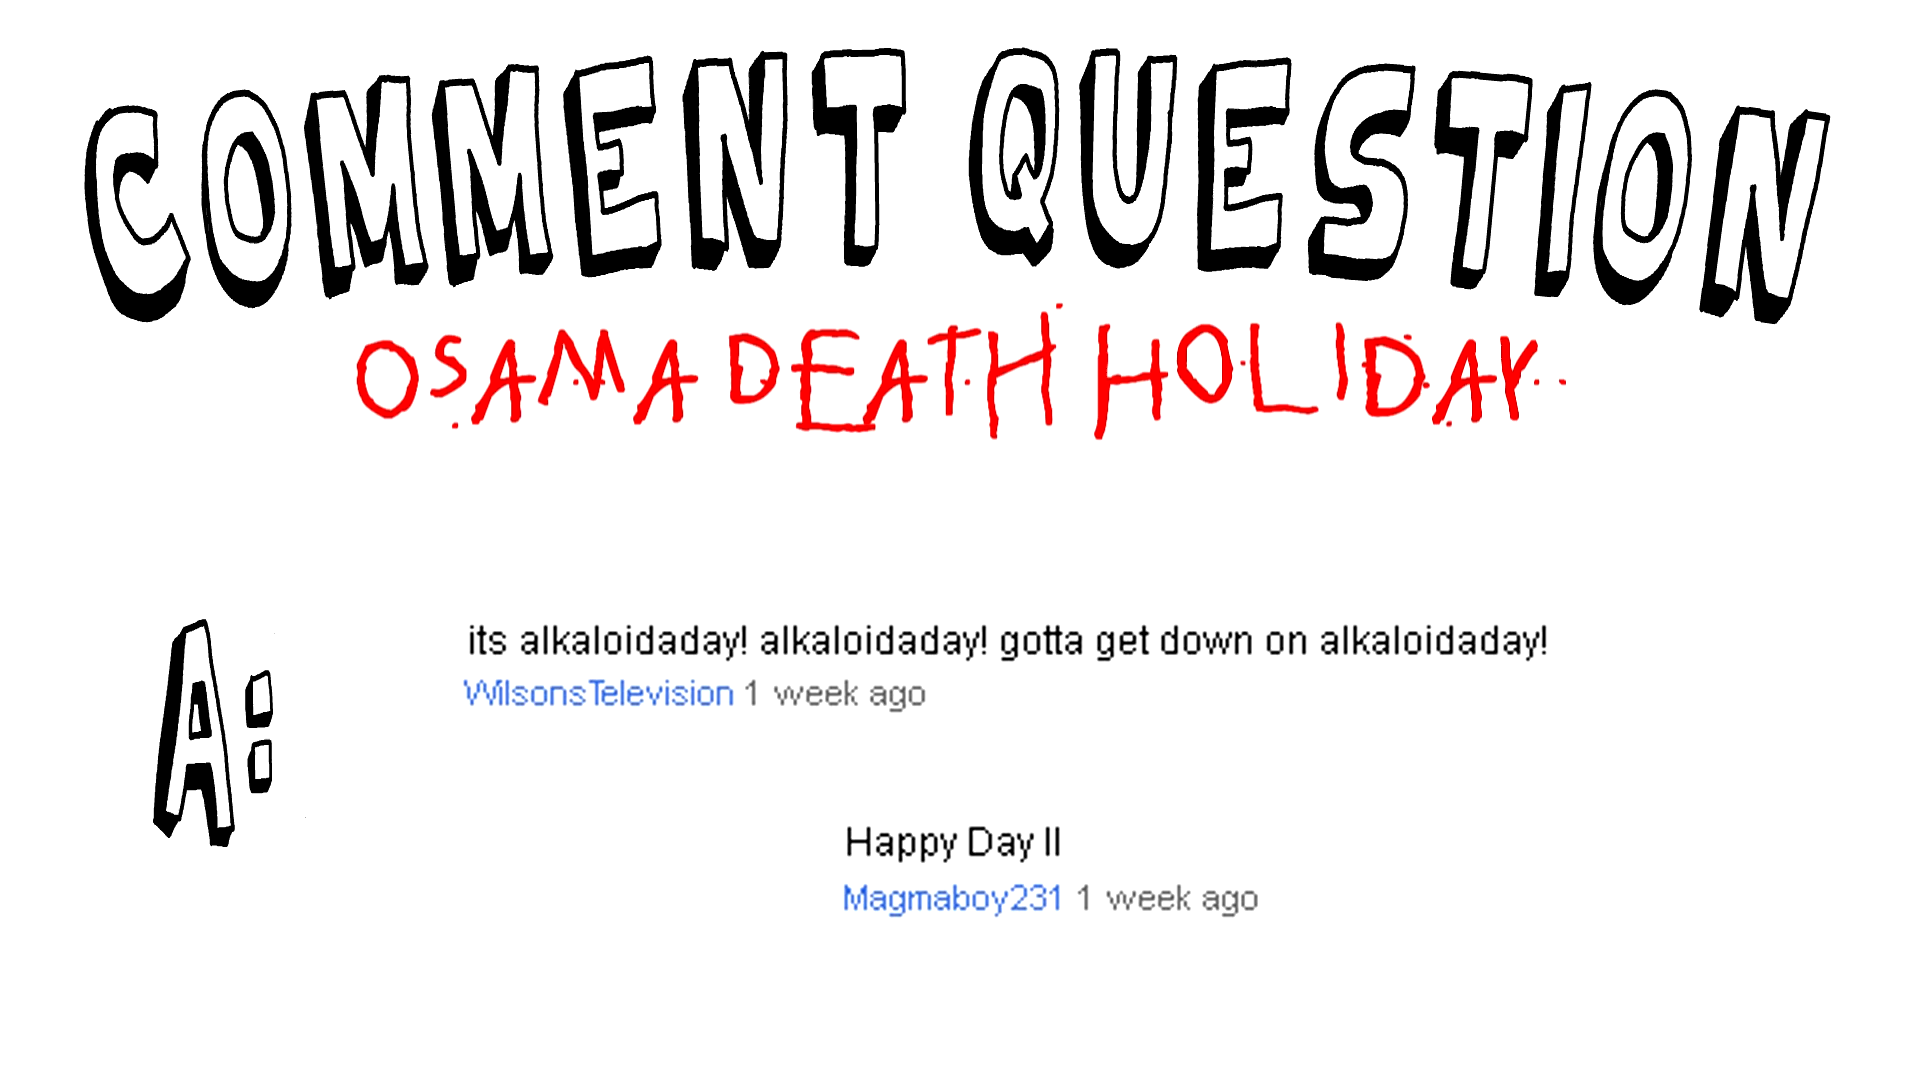 COMMENT QUESTION
OSAMA DEATH HOLIDAY
A:
its alkaloidaday! alkaloidaday! gotta get down on alkaloidaday!
WilsonsTelevision 1 week ago
Happy Day II
Magmaboy231 1 week ago